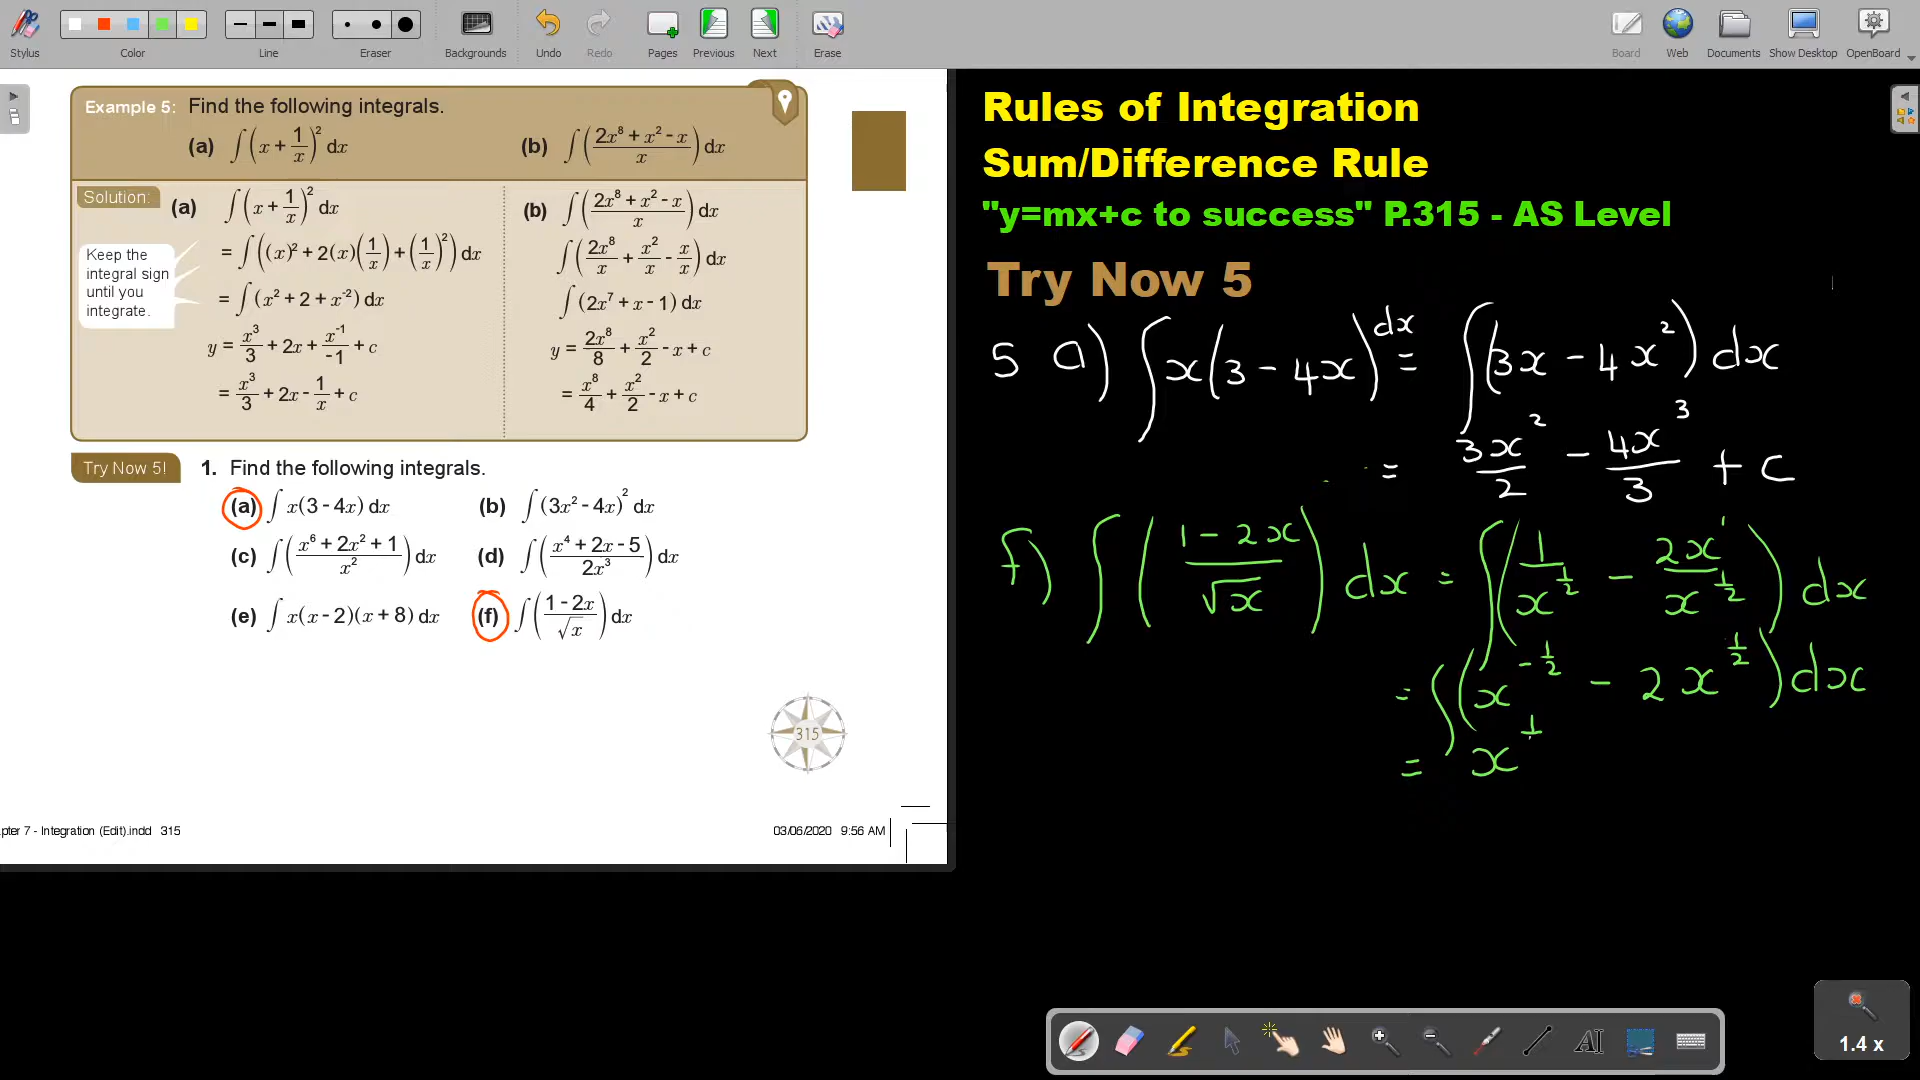 Stylus Color Line Eraser Backgrounds Undo Redo Pages Previous Next Erase Board Web Documents Show Desktop OpenBoard
Example 5: Find the following integrals.
(a) ∫(x + 1/x)² dx (b) ∫((2x⁸ + x² - x)/x) dx
Solution:
(a) ∫(x + 1/x)² dx
= ∫((x)² + 2(x)(1/x) + (1/x)²) dx
= ∫(x² + 2 + x⁻²) dx
y = x³/3 + 2x + x⁻¹/-1 + c
= x³/3 + 2x - 1/x + c
Keep the
integral sign
until you
integrate.
(b) ∫((2x⁸ + x² - x)/x) dx
∫(2x⁸/x + x²/x - x/x) dx
∫(2x⁷ + x - 1) dx
y = 2x⁸/8 + x²/2 - x + c
= x⁸/4 + x²/2 - x + c
Try Now 5! 1. Find the following integrals.
(a) ∫ x(3 - 4x) dx (b) ∫(3x² - 4x)² dx
(c) ∫((x⁶ + 2x² + 1)/x²) dx (d) ∫((x⁴ + 2x - 5)/2x³) dx
(e) ∫ x(x - 2)(x + 8) dx (f) ∫((1 - 2x)/√x) dx
315
pter 7 - Integration (Edit).indd 315 03/06/2020 9:56 AM
Rules of Integration
Sum/Difference Rule
"y=mx+c to success" P.315 - AS Level
Try Now 5
5 a) ∫x(3 - 4x) dx = ∫(3x - 4x²) dx
= 3x²/2 - 4x³/3 + c
f) ∫((1 - 2x)/√x) dx = ∫(1/x^(1/2) - 2x¹/x^(1/2)) dx
= ∫(x^(-1/2) - 2x^(1/2)) dx
= x^1/
1.4 x